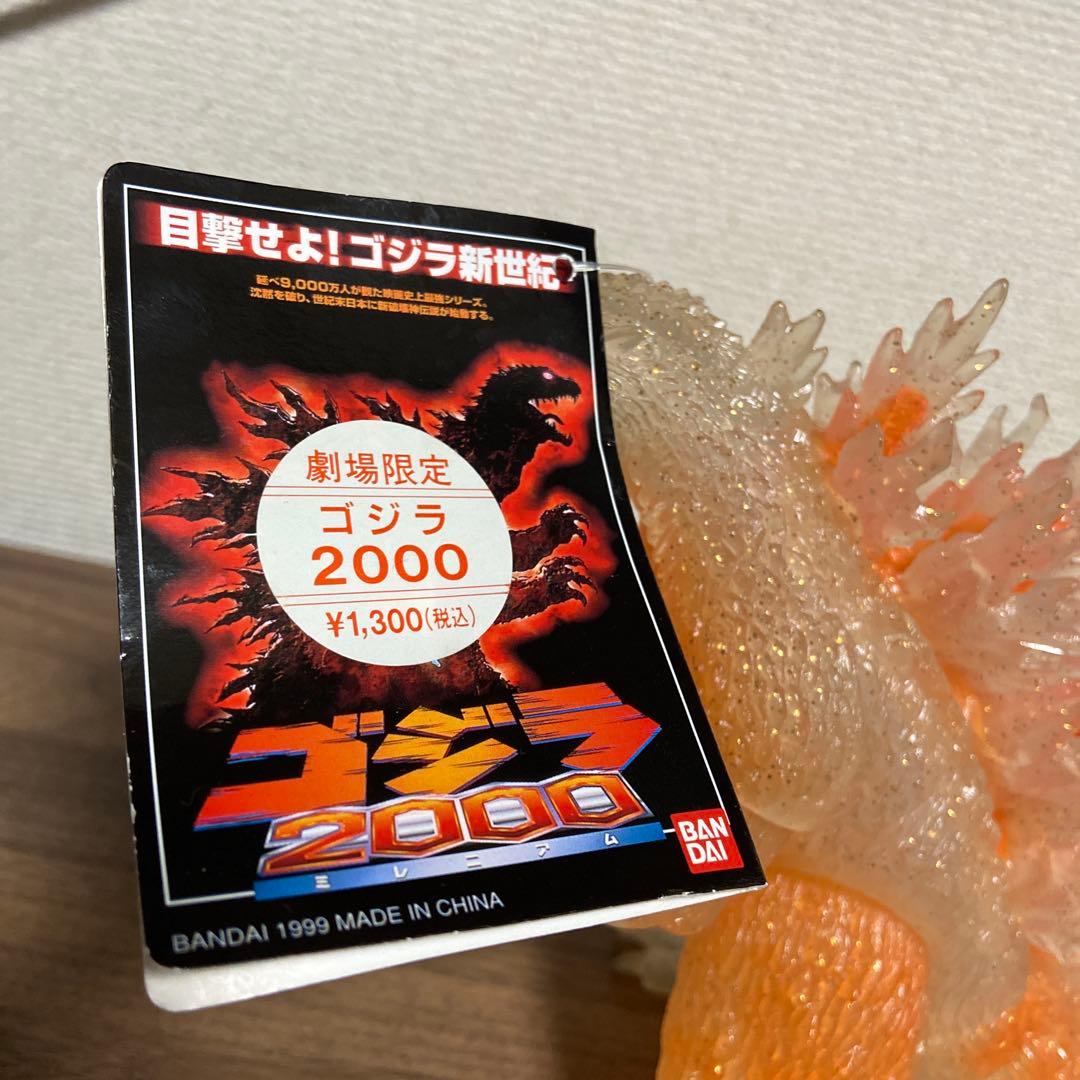 目撃せよ!ゴジラ新世紀
延べ9,000万人が観た映画史上最強シリーズ。
沈黙を破り、世紀末日本に新破壊神伝説が始動する。
劇場限定
ゴジラ
2000
¥1,300(税込)
ゴジラ
2000
ミレニアム
BAN
DAI
BANDAI 1999 MADE IN CHINA